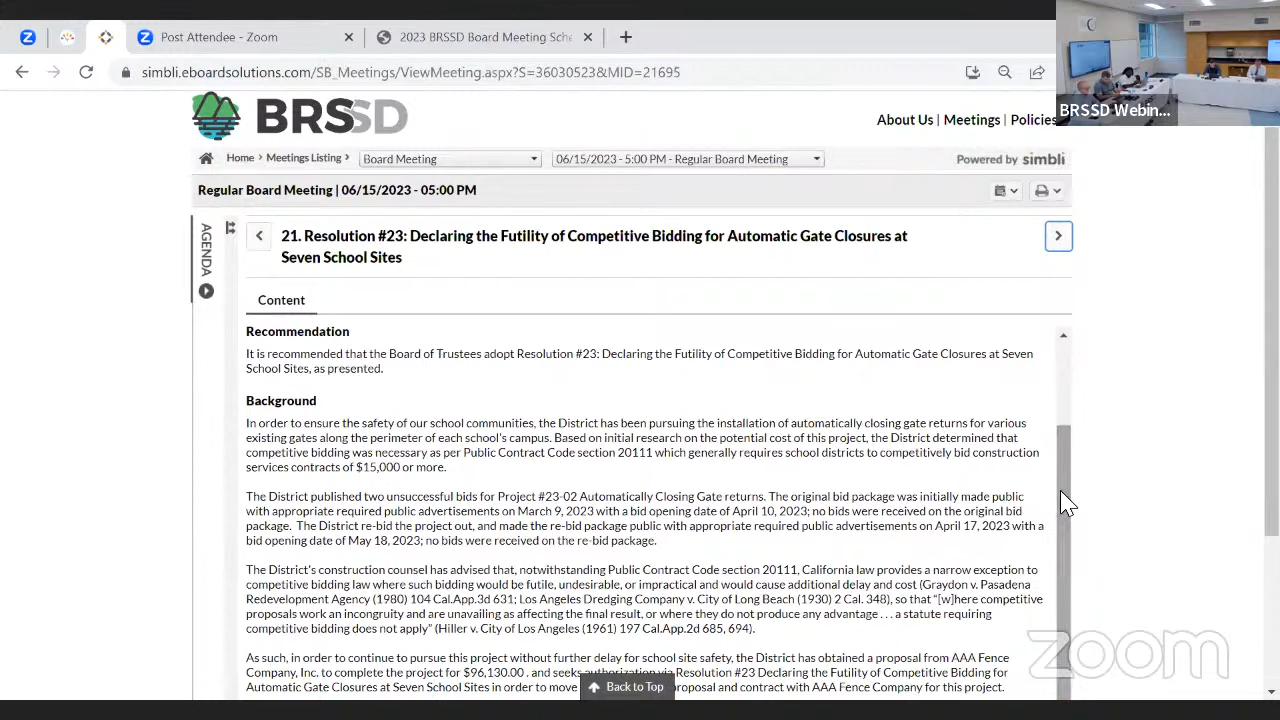 Post Attendee - Zoom
2023 BRSSD Board Meeting Sche
simbli.eboardsolutions.com/SB_Meetings/ViewMeeting.aspx?S=36030523&MID=21695
BRSSD Webin...
BRSSD
About Us | Meetings | Policies
Home > Meetings Listing >
Board Meeting
06/15/2023 - 5:00 PM - Regular Board Meeting
Powered by simbli
Regular Board Meeting | 06/15/2023 - 05:00 PM
AGENDA
21. Resolution #23: Declaring the Futility of Competitive Bidding for Automatic Gate Closures at
Seven School Sites
Content
Recommendation
It is recommended that the Board of Trustees adopt Resolution #23: Declaring the Futility of Competitive Bidding for Automatic Gate Closures at Seven
School Sites, as presented.
Background
In order to ensure the safety of our school communities, the District has been pursuing the installation of automatically closing gate returns for various
existing gates along the perimeter of each school's campus. Based on initial research on the potential cost of this project, the District determined that
competitive bidding was necessary as per Public Contract Code section 20111 which generally requires school districts to competitively bid construction
services contracts of $15,000 or more.
The District published two unsuccessful bids for Project #23-02 Automatically Closing Gate returns. The original bid package was initially made public
with appropriate required public advertisements on March 9, 2023 with a bid opening date of April 10, 2023; no bids were received on the original bid
package. The District re-bid the project out, and made the re-bid package public with appropriate required public advertisements on April 17, 2023 with a
bid opening date of May 18, 2023; no bids were received on the re-bid package.
The District's construction counsel has advised that, notwithstanding Public Contract Code section 20111, California law provides a narrow exception to
competitive bidding law where such bidding would be futile, undesirable, or impractical and would cause additional delay and cost (Graydon v. Pasadena
Redevelopment Agency (1980) 104 Cal.App.3d 631; Los Angeles Dredging Company v. City of Long Beach (1930) 2 Cal. 348), so that "[w]here competitive
proposals work an incongruity and are unavailing as affecting the final result, or where they do not produce any advantage . . . a statute requiring
competitive bidding does not apply" (Hiller v. City of Los Angeles (1961) 197 Cal.App.2d 685, 694).
As such, in order to continue to pursue this project without further delay for school site safety, the District has obtained a proposal from AAA Fence
Company, Inc. to complete the project for $96,130.00 . and seeks authorization via Resolution #23 Declaring the Futility of Competitive Bidding for
Automatic Gate Closures at Seven School Sites in order to move Back to Top proposal and contract with AAA Fence Company for this project.
zoom